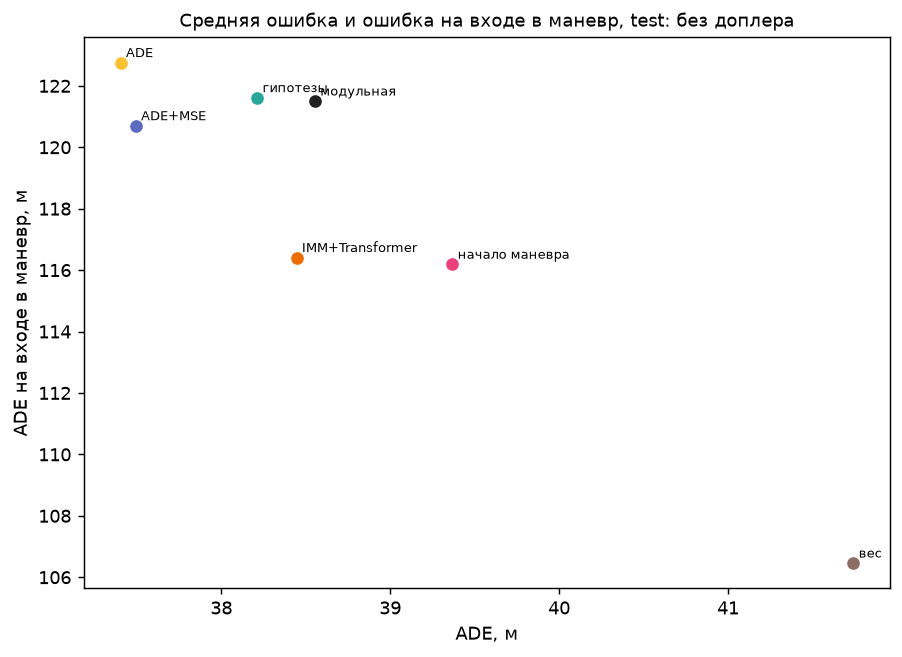 Средняя ошибка и ошибка на входе в маневр, test: без доплера
ADE на входе в маневр, м
122
120
118
116
114
112
110
108
106
ADE
ADE+MSE
гипотезы
модульная
IMM+Transformer
начало маневра
вес
38
39
40
41
ADE, м